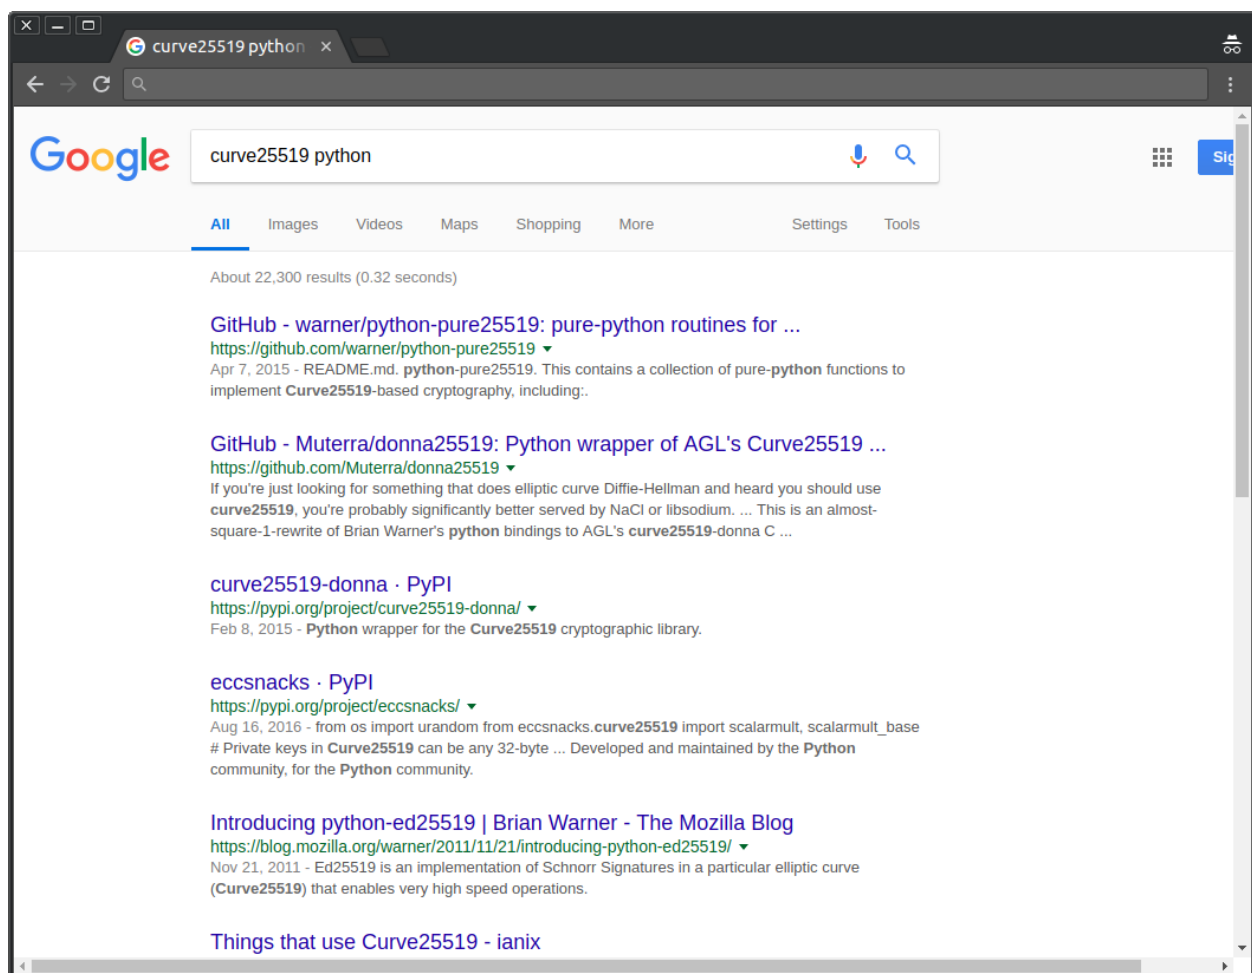 curve25519 python
Google
curve25519 python
Sig
All Images Videos Maps Shopping More Settings Tools
About 22,300 results (0.32 seconds)
GitHub - warner/python-pure25519: pure-python routines for ...
https://github.com/warner/python-pure25519
Apr 7, 2015 - README.md. python-pure25519. This contains a collection of pure-python functions to
implement Curve25519-based cryptography, including:.
GitHub - Muterra/donna25519: Python wrapper of AGL's Curve25519 ...
https://github.com/Muterra/donna25519
If you're just looking for something that does elliptic curve Diffie-Hellman and heard you should use
curve25519, you're probably significantly better served by NaCl or libsodium. ... This is an almost-
square-1-rewrite of Brian Warner's python bindings to AGL's curve25519-donna C ...
curve25519-donna · PyPI
https://pypi.org/project/curve25519-donna/
Feb 8, 2015 - Python wrapper for the Curve25519 cryptographic library.
eccsnacks · PyPI
https://pypi.org/project/eccsnacks/
Aug 16, 2016 - from os import urandom from eccsnacks.curve25519 import scalarmult, scalarmult_base
# Private keys in Curve25519 can be any 32-byte ... Developed and maintained by the Python
community, for the Python community.
Introducing python-ed25519 | Brian Warner - The Mozilla Blog
https://blog.mozilla.org/warner/2011/11/21/introducing-python-ed25519/
Nov 21, 2011 - Ed25519 is an implementation of Schnorr Signatures in a particular elliptic curve
(Curve25519) that enables very high speed operations.
Things that use Curve25519 - ianix